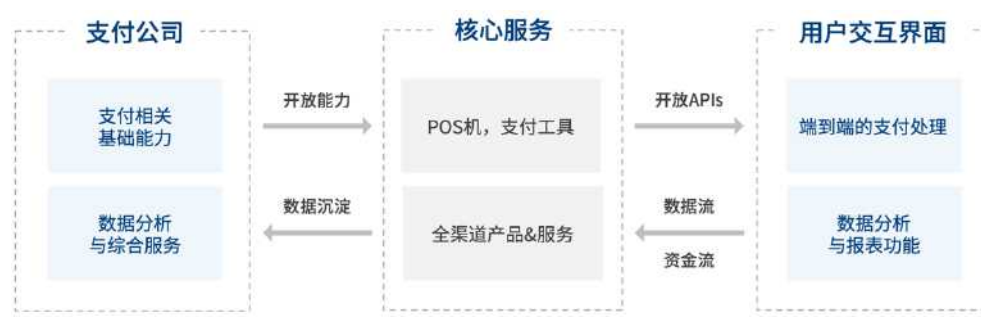 支付公司
核心服务
用户交互界面
支付相关
基础能力
开放能力
POS机，支付工具
开放APIs
端到端的支付处理
数据分析
与综合服务
数据沉淀
全渠道产品&服务
数据流
资金流
数据分析
与报表功能